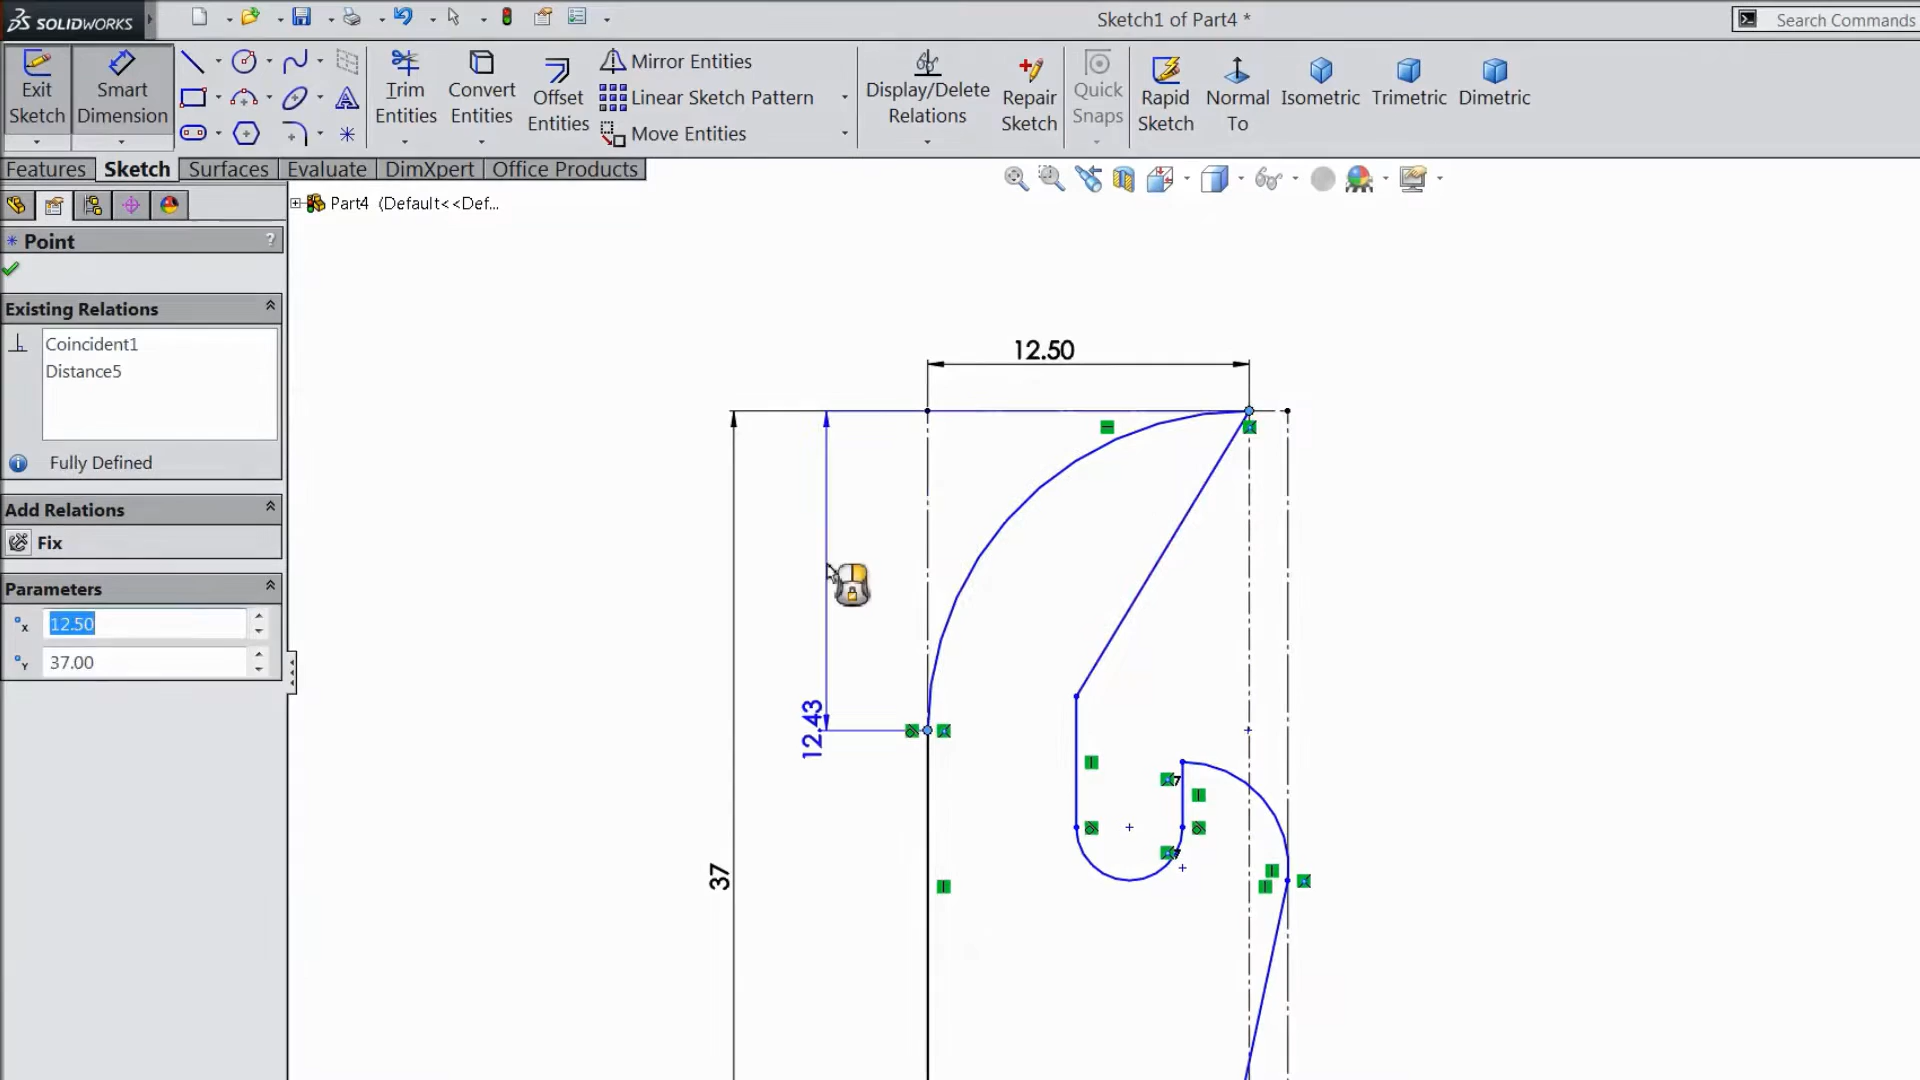 SOLIDWORKS
Sketch1 of Part4 *
Search Commands
Exit Sketch
Smart Dimension
Trim Entities
Convert Entities
Offset Entities
Mirror Entities
Linear Sketch Pattern
Move Entities
Display/Delete Relations
Repair Sketch
Quick Snaps
Rapid Sketch
Normal To
Isometric
Trimetric
Dimetric
Features
Sketch
Surfaces
Evaluate
DimXpert
Office Products
Part4 (Default<<Def...
Point
?
Existing Relations
Coincident1
Distance5
Fully Defined
Add Relations
Fix
Parameters
x 12.50
Y 37.00
12.50
12.43
37
7
7